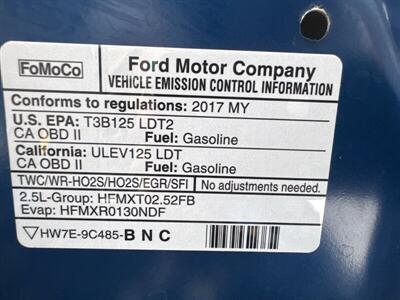 FoMoCo
Ford Motor Company
VEHICLE EMISSION CONTROL INFORMATION
Conforms to regulations: 2017 MY
U.S. EPA: T3B125 LDT2
CA OBD II Fuel: Gasoline
California: ULEV125 LDT
CA OBD II Fuel: Gasoline
TWC/WR-HO2S/HO2S/EGR/SFI No adjustments needed.
2.5L-Group: HFMXT02.52FB
Evap: HFMXR0130NDF
HW7E-9C485-BNC